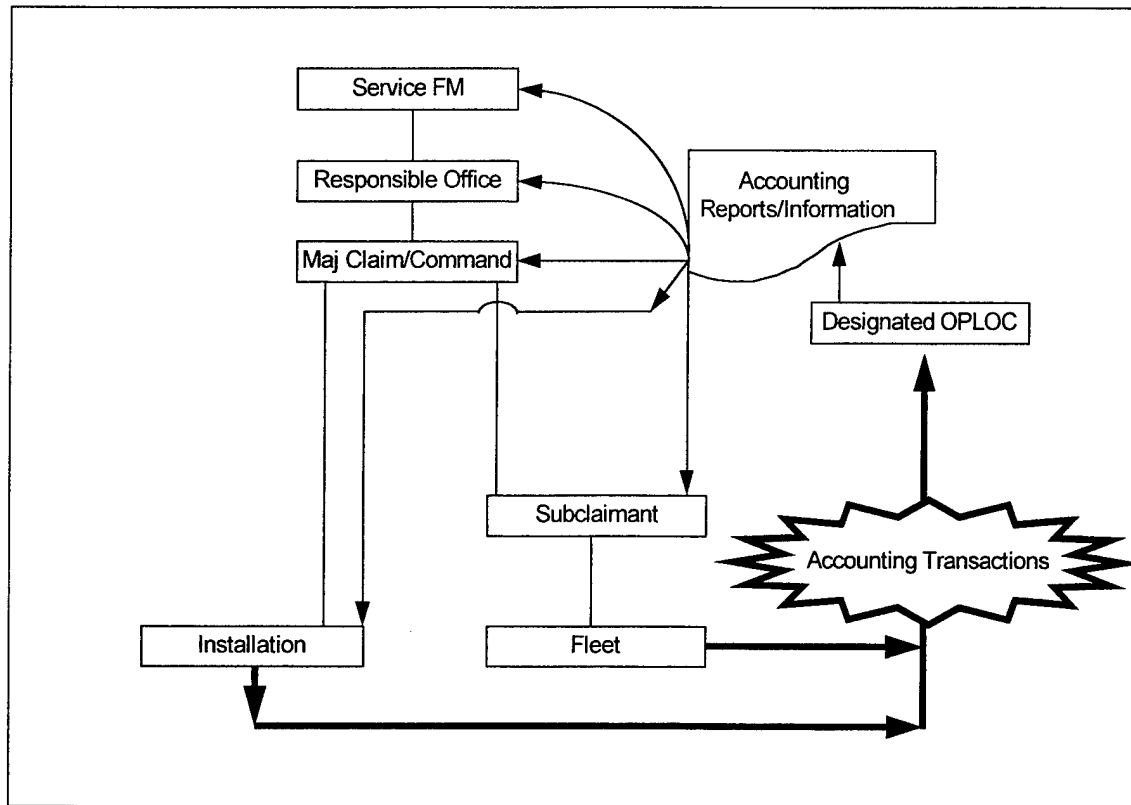 Service FM
Responsible Office
Accounting
Reports/Information
Maj Claim/Command
Designated OPLOC
Subclaimant
Accounting Transactions
Installation
Fleet